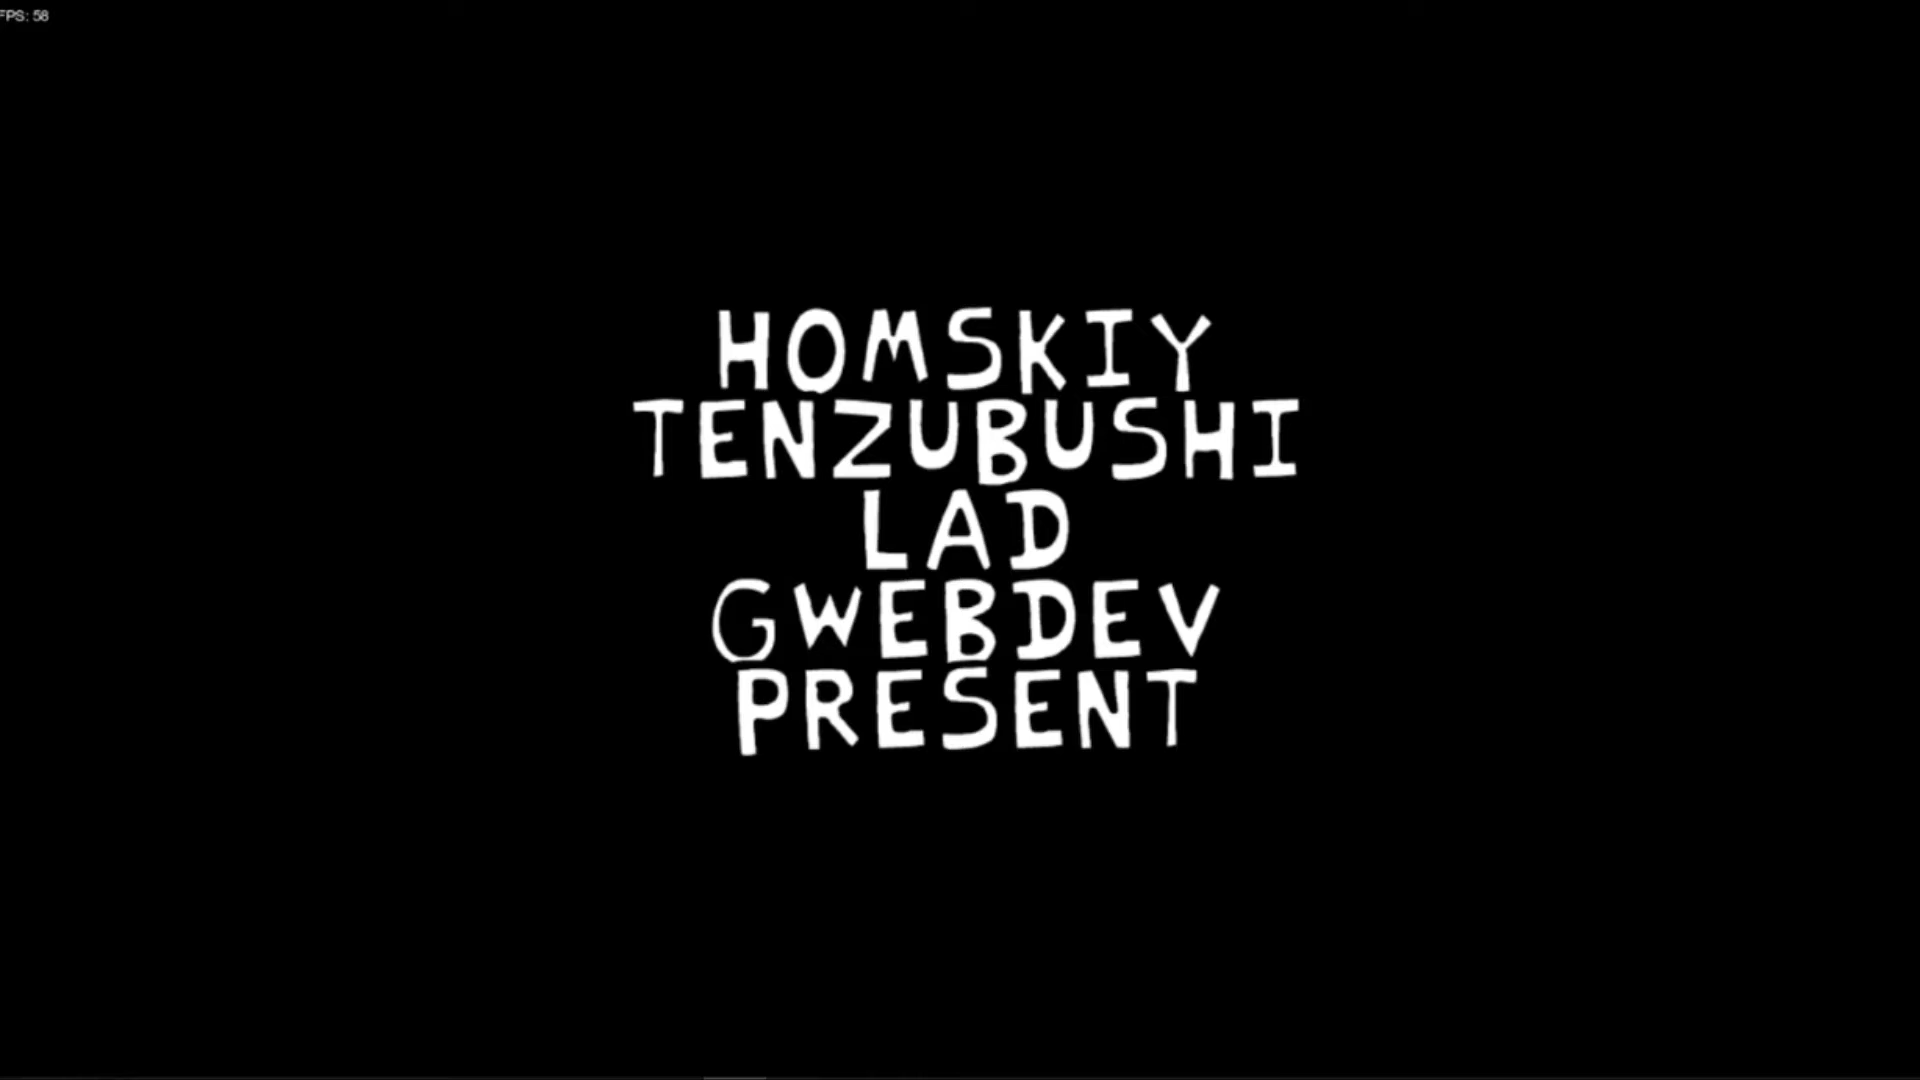 FPS: 58
HOMSKIY
TENZUBUSHI
LAD
GWEBDEV
PRESENT